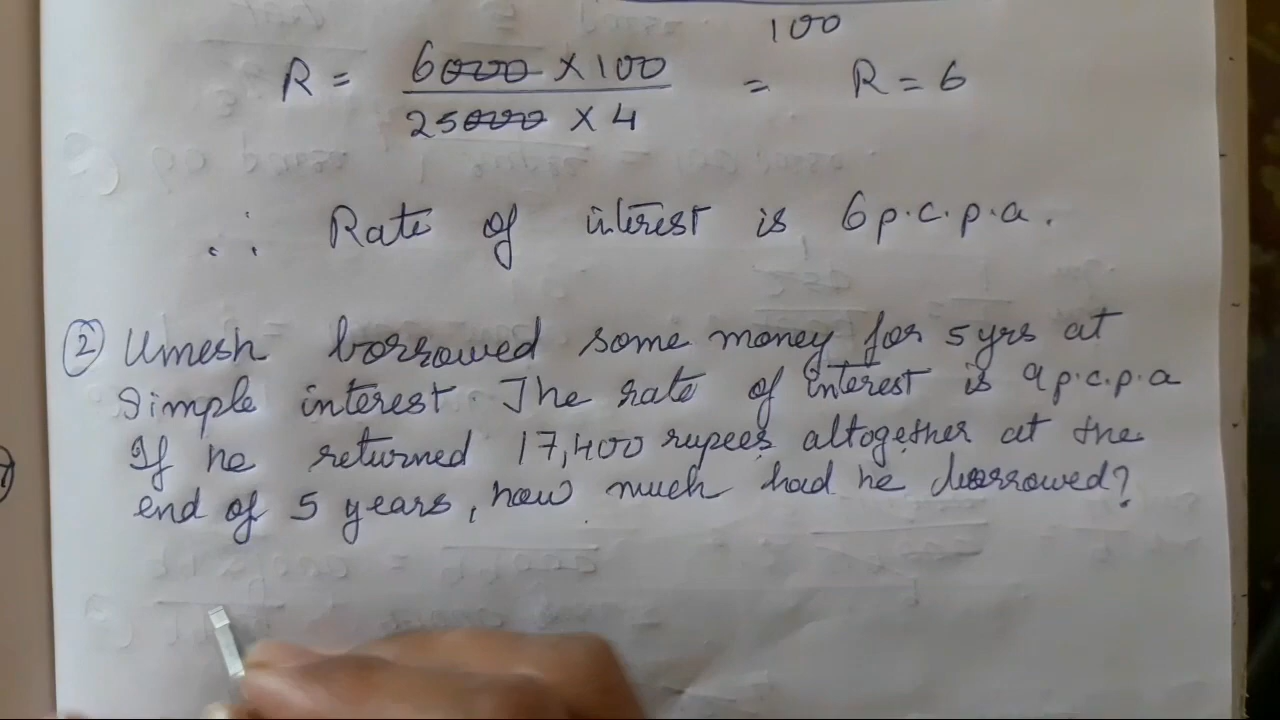 100
R = 6000 × 100 = R = 6
25000 × 4
∴ Rate of interest is 6 p.c.p.a.
② Umesh borrowed some money for 5 yrs at
simple interest. The rate of interest is 9 p.c.p.a
If he returned 17,400 rupees altogether at the
end of 5 years, how much had he borrowed?